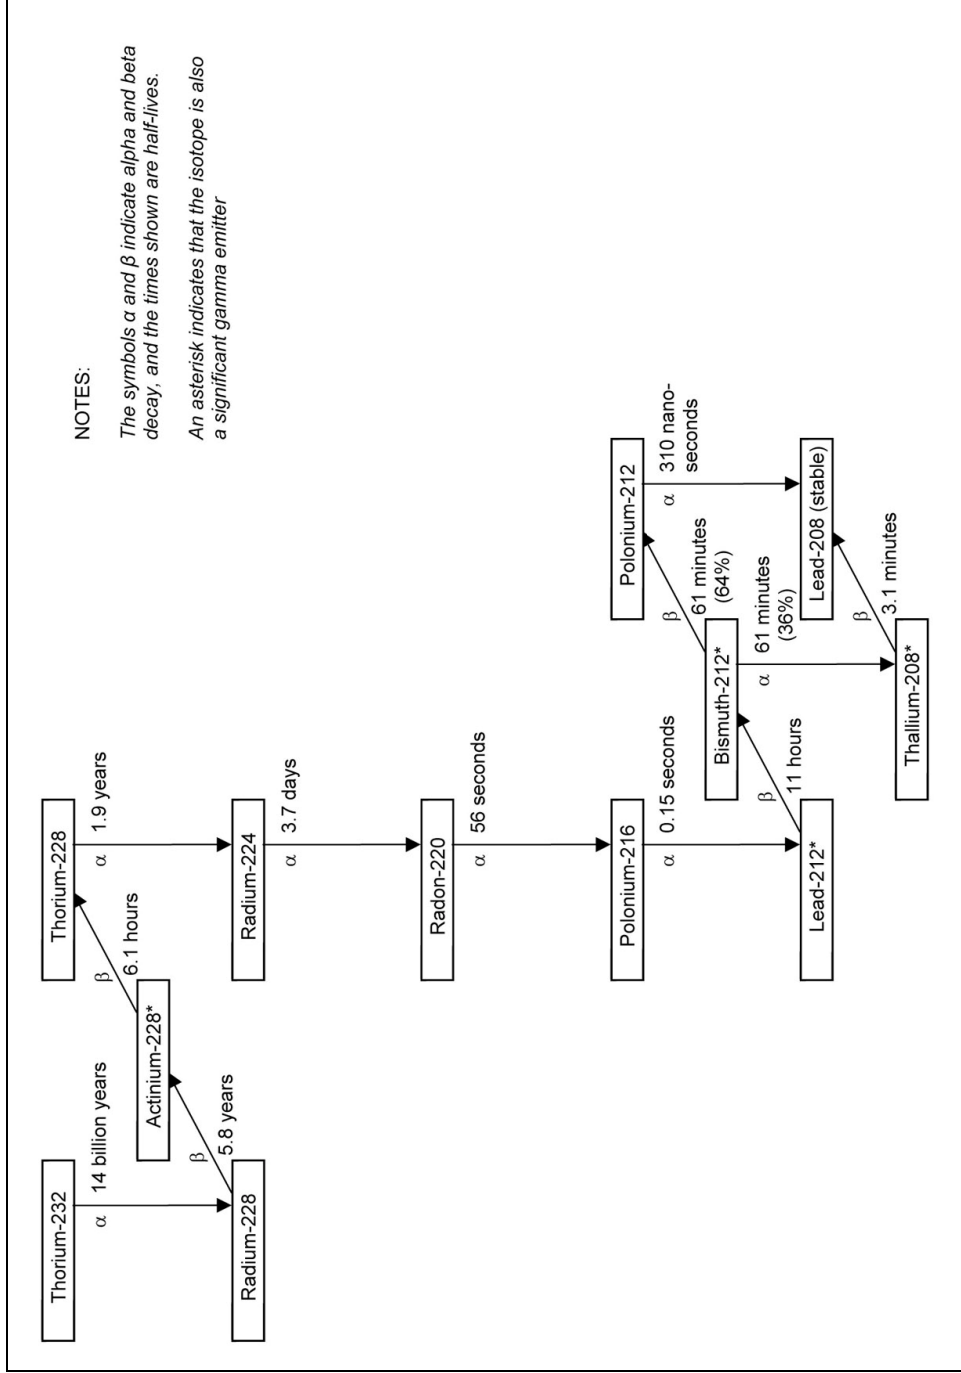 NOTES:
The symbols α and β indicate alpha and beta
decay, and the times shown are half-lives.
An asterisk indicates that the isotope is also
a significant gamma emitter
Thorium-232
α
14 billion years
Radium-228
β
5.8 years
Actinium-228*
β
6.1 hours
Thorium-228
α
1.9 years
Radium-224
α
3.7 days
Radon-220
α
56 seconds
Polonium-216
α
0.15 seconds
Lead-212*
β
11 hours
Bismuth-212*
β
61 minutes
(64%)
α
61 minutes
(36%)
Polonium-212
α
310 nano-
seconds
Thallium-208*
β
3.1 minutes
Lead-208 (stable)